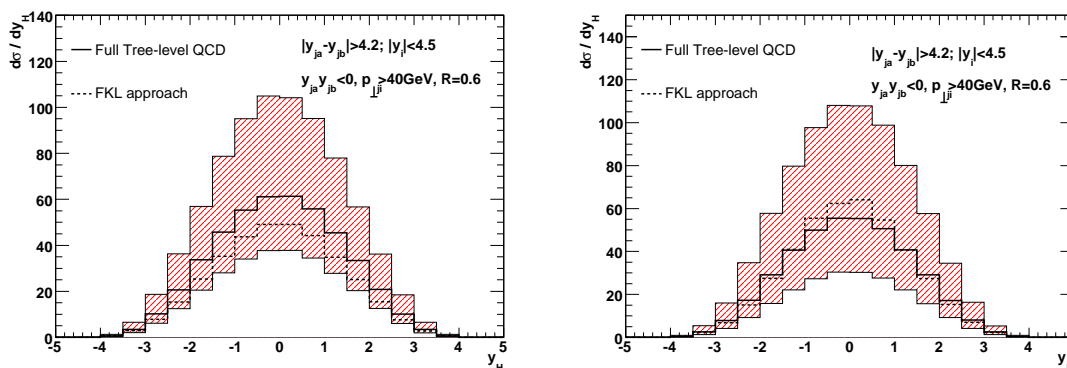 dσ / dy_H
140
120
100
80
60
40
20
0
Full Tree-level QCD
FKL approach
|y_ja-y_jb|>4.2; |y_i|<4.5
y_ja y_jb<0, p_⊥ji>40GeV, R=0.6
-5 -4 -3 -2 -1 0 1 2 3 4 5
y_H
dσ / dy_H
140
120
100
80
60
40
20
0
Full Tree-level QCD
FKL approach
|y_ja-y_jb|>4.2; |y_i|<4.5
y_ja y_jb<0, p_⊥ji>40GeV, R=0.6
-5 -4 -3 -2 -1 0 1 2 3 4
y